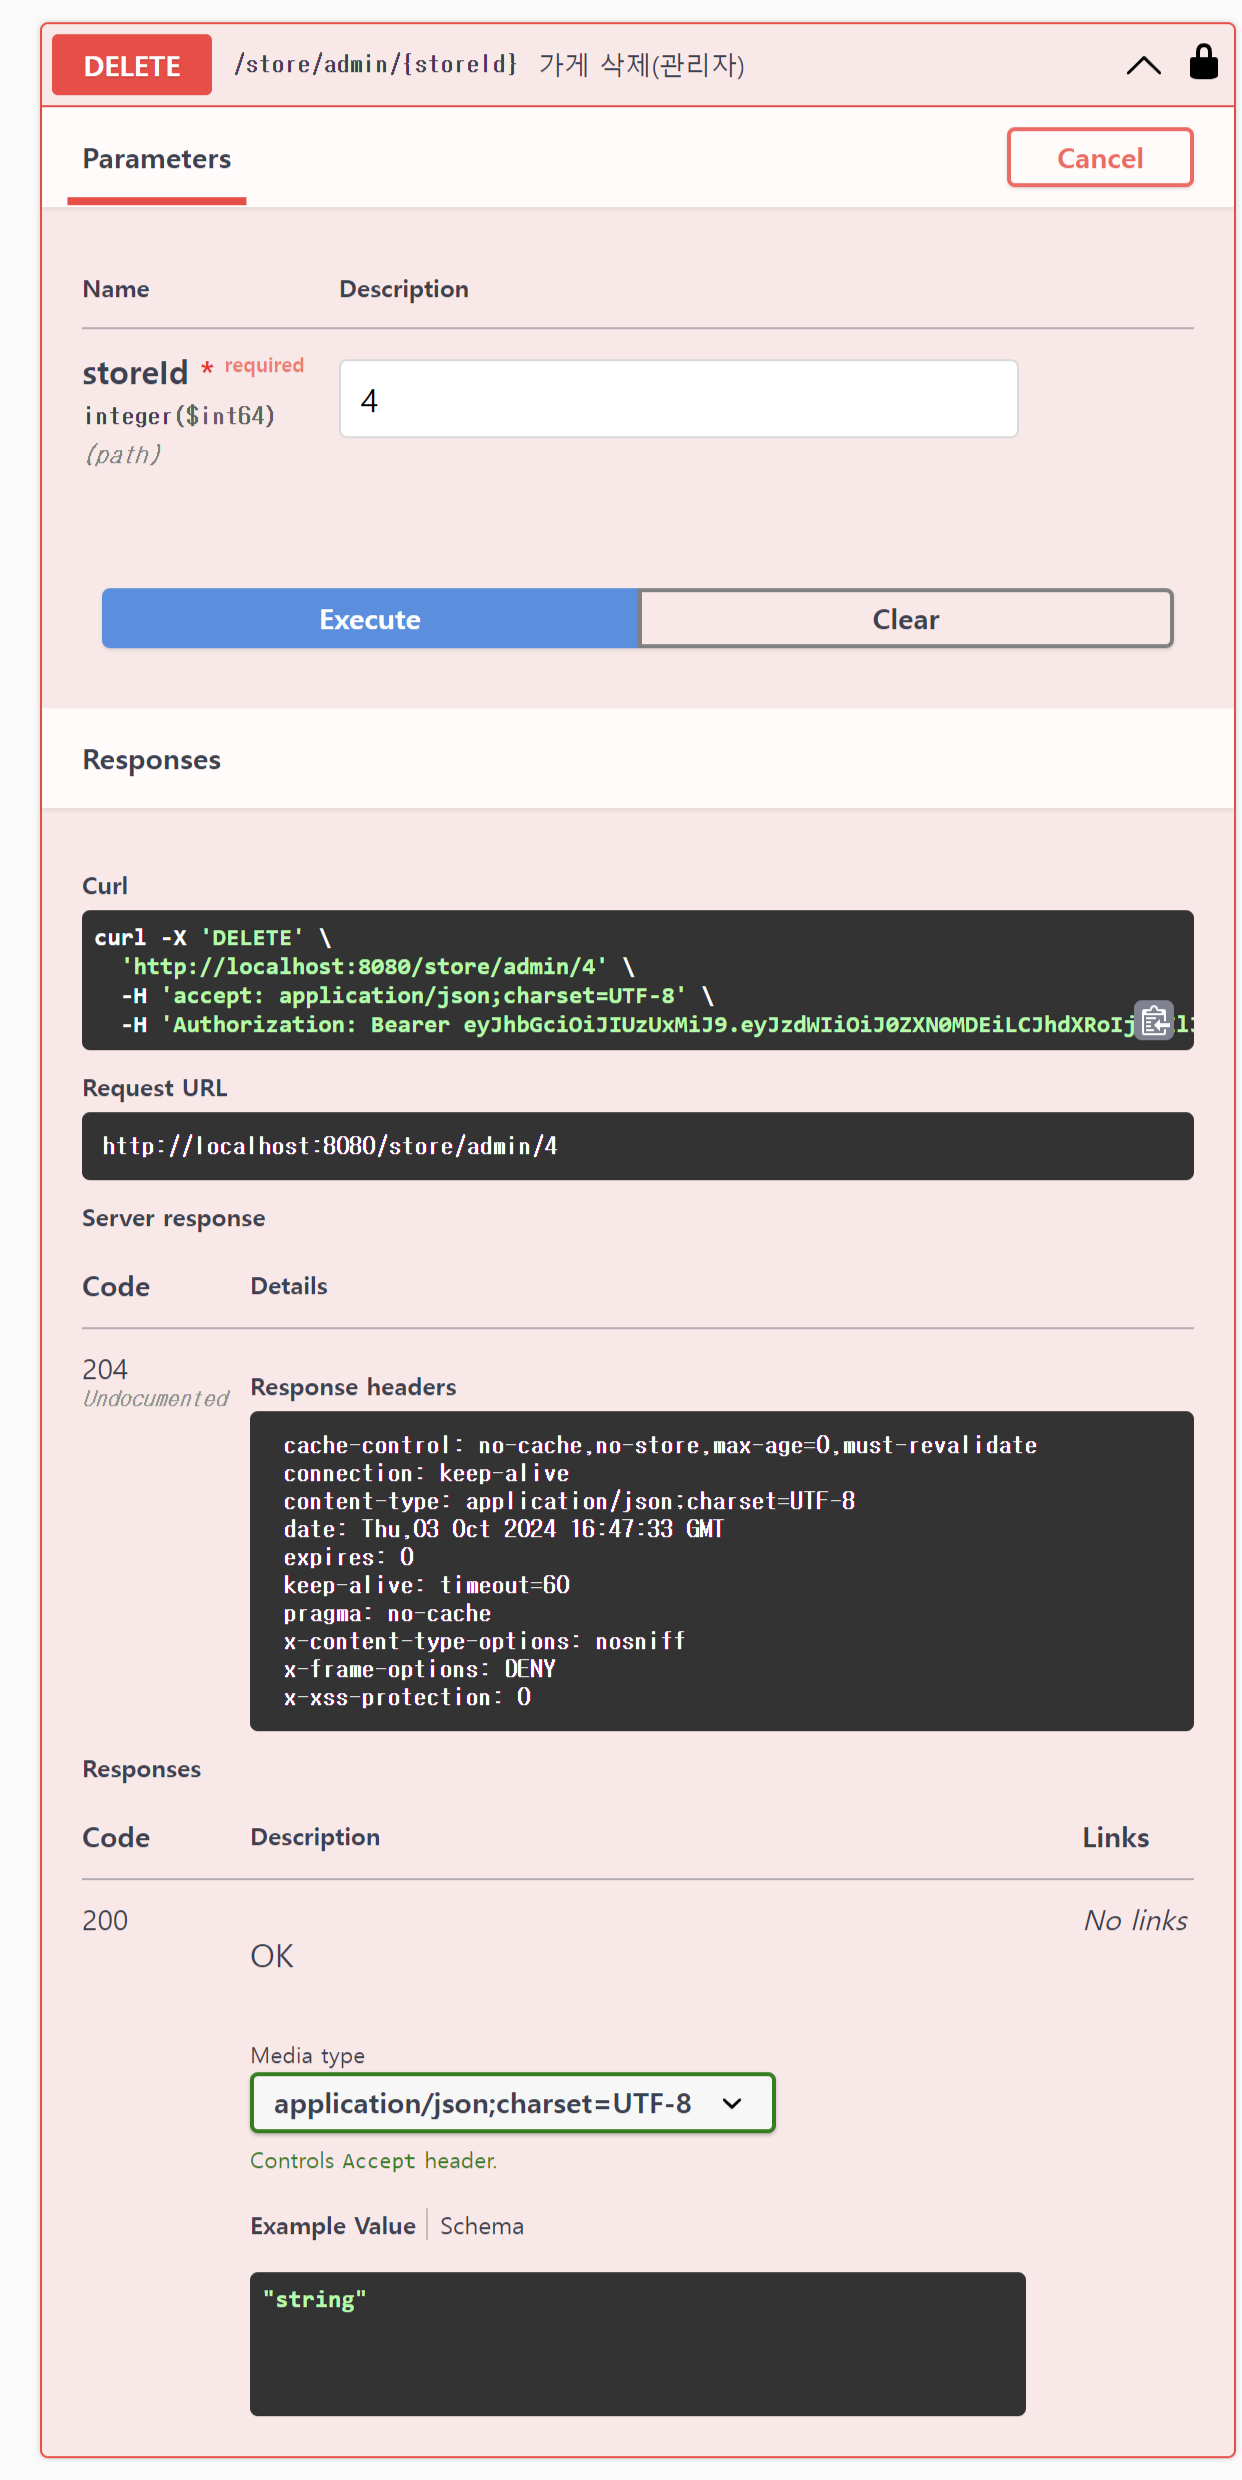 DELETE /store/admin/{storeId} 가게 삭제(관리자)
Parameters
Cancel
Name Description
storeId * required
integer($int64)
(path)
4
Execute Clear
Responses
Curl
curl -X 'DELETE' \
'http://localhost:8080/store/admin/4' \
-H 'accept: application/json;charset=UTF-8' \
-H 'Authorization: Bearer eyJhbGciOiJIUzUxMiJ9.eyJzdWIiOiJ0ZXN0MDEiLCJhdXRoIj
Request URL
http://localhost:8080/store/admin/4
Server response
Code Details
204
Undocumented
Response headers
cache-control: no-cache,no-store,max-age=0,must-revalidate
connection: keep-alive
content-type: application/json;charset=UTF-8
date: Thu,03 Oct 2024 16:47:33 GMT
expires: 0
keep-alive: timeout=60
pragma: no-cache
x-content-type-options: nosniff
x-frame-options: DENY
x-xss-protection: 0
Responses
Code Description Links
200 No links
OK
Media type
application/json;charset=UTF-8
Controls Accept header.
Example Value Schema
"string"